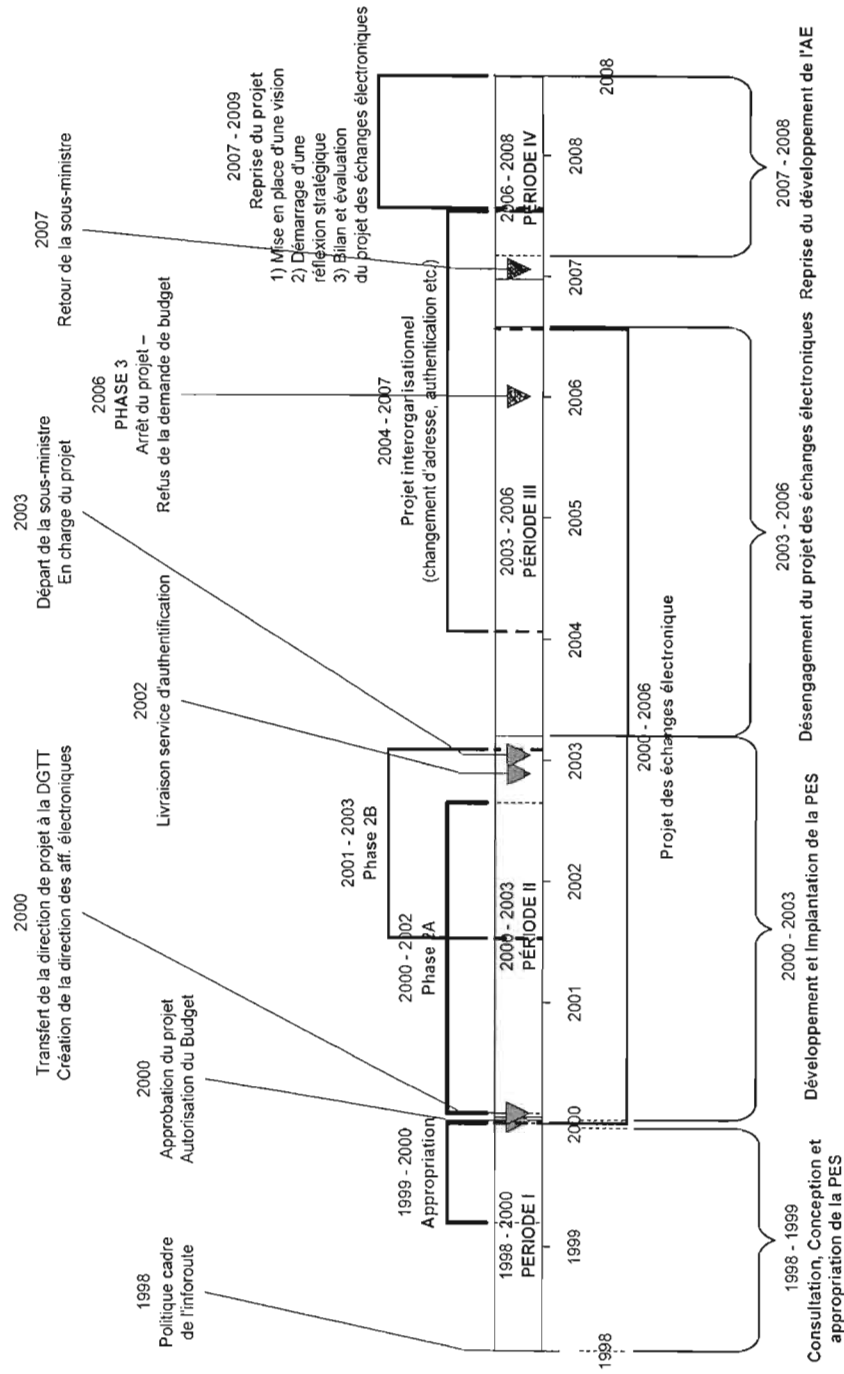 1998
Politique cadre
de l'inforoute
2000
Approbation du projet
Autorisation du Budget
2000
Transfert de la direction de projet à la DGTT
Création de la direction des aff. électroniques
2002
Livraison service d'authentification
2003
Départ de la sous-ministre
En charge du projet
2006
PHASE 3
Arrêt du projet –
Refus de la demande de budget
2007
Retour de la sous-ministre
1999 - 2000
Appropriation
2000 - 2002
Phase 2A
2001 - 2003
Phase 2B
2004 - 2007
Projet interorganisationnel
(changement d'adresse, authentication etc.)
2007 - 2009
Reprise du projet
1) Mise en place d'une vision
2) Démarrage d'une
réflexion stratégique
3) Bilan et évaluation
du projet des échanges électroniques
1998 - 2000
PERIODE I
2000 - 2003
PÉRIODE II
2003 - 2006
PÉRIODE III
2006 - 2008
PÉRIODE IV
1998
1999
2000
2001
2002
2003
2004
2005
2006
2007
2008
2008
2000 - 2006
Projet des échanges électronique
1998 - 1999
Consultation, Conception et
appropriation de la PES
2000 - 2003
Développement et Implantation de la PES
2003 - 2006
Désengagement du projet des échanges électroniques
2007 - 2008
Reprise du développement de l'AE